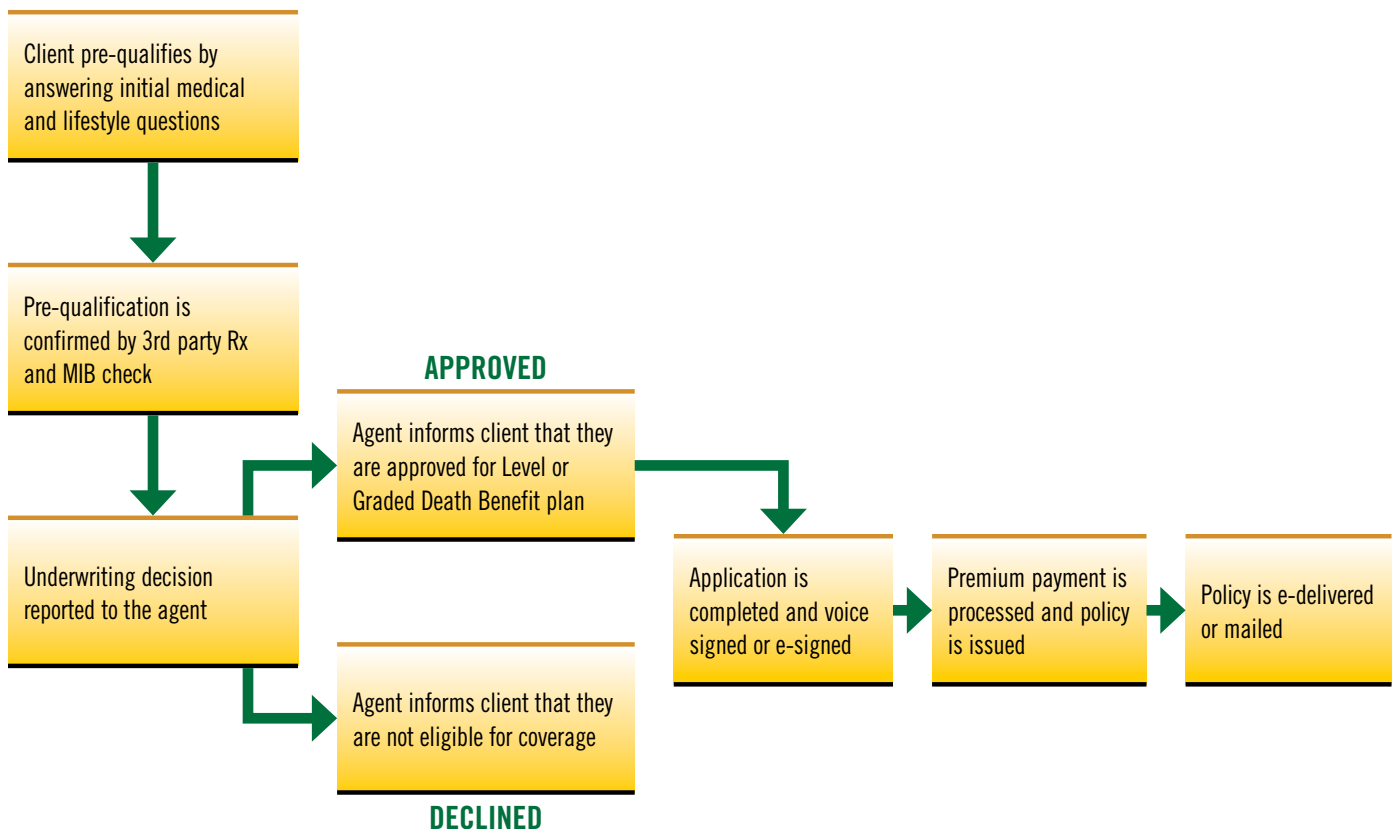 Client pre-qualifies by
answering initial medical
and lifestyle questions
Pre-qualification is
confirmed by 3rd party Rx
and MIB check
Underwriting decision
reported to the agent
APPROVED
Agent informs client that they
are approved for Level or
Graded Death Benefit plan
Agent informs client that they
are not eligible for coverage
DECLINED
Application is
completed and voice
signed or e-signed
Premium payment is
processed and policy
is issued
Policy is e-delivered
or mailed